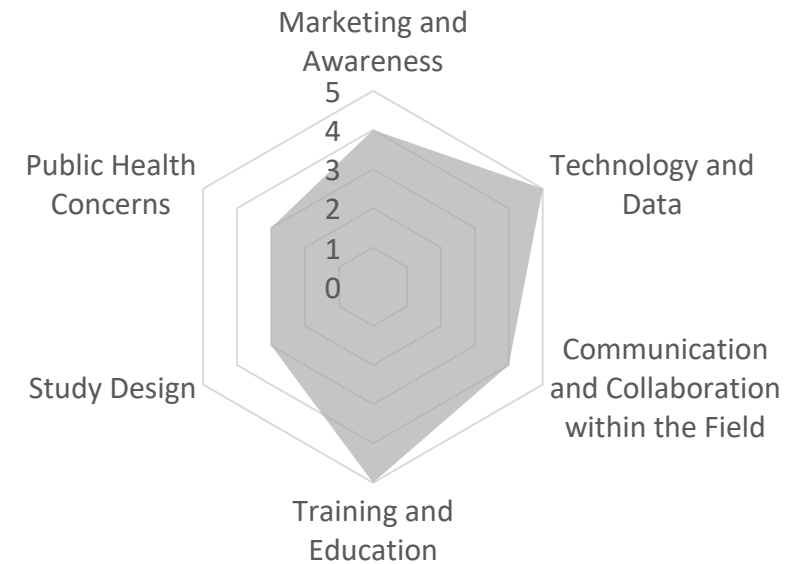 Marketing and
Awareness
5
4
3
2
1
0
Technology and
Data
Communication
and Collaboration
within the Field
Training and
Education
Study Design
Public Health
Concerns